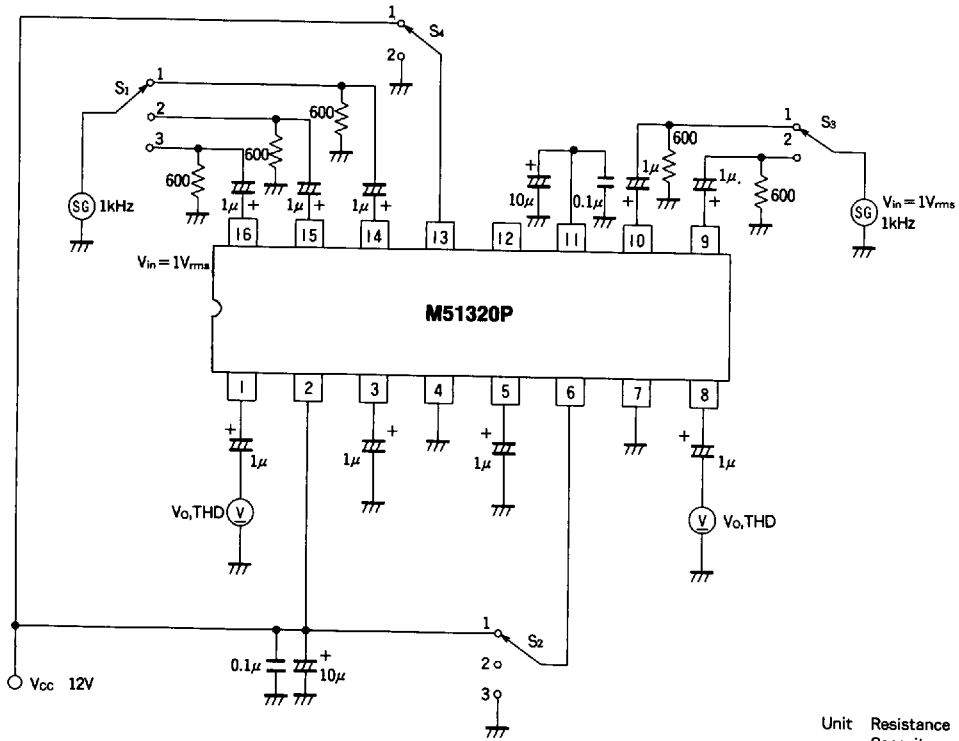 1
S4
2
1
S1
2
3
600
600
600
1μ +
1μ +
1μ +
SG 1kHz
+
10μ
0.1μ
1μ
+
600
1μ.
+
600
1
S3
2
SG Vin=1Vrms
1kHz
16 15 14 13 12 11 10 9
Vin=1Vrms
M51320P
1 2 3 4 5 6 7 8
+
1μ
+
1μ
+
1μ
+
1μ
VO,THD V
V VO,THD
1
S2
2
3
0.1μ
+
10μ
VCC 12V
Unit Resistance